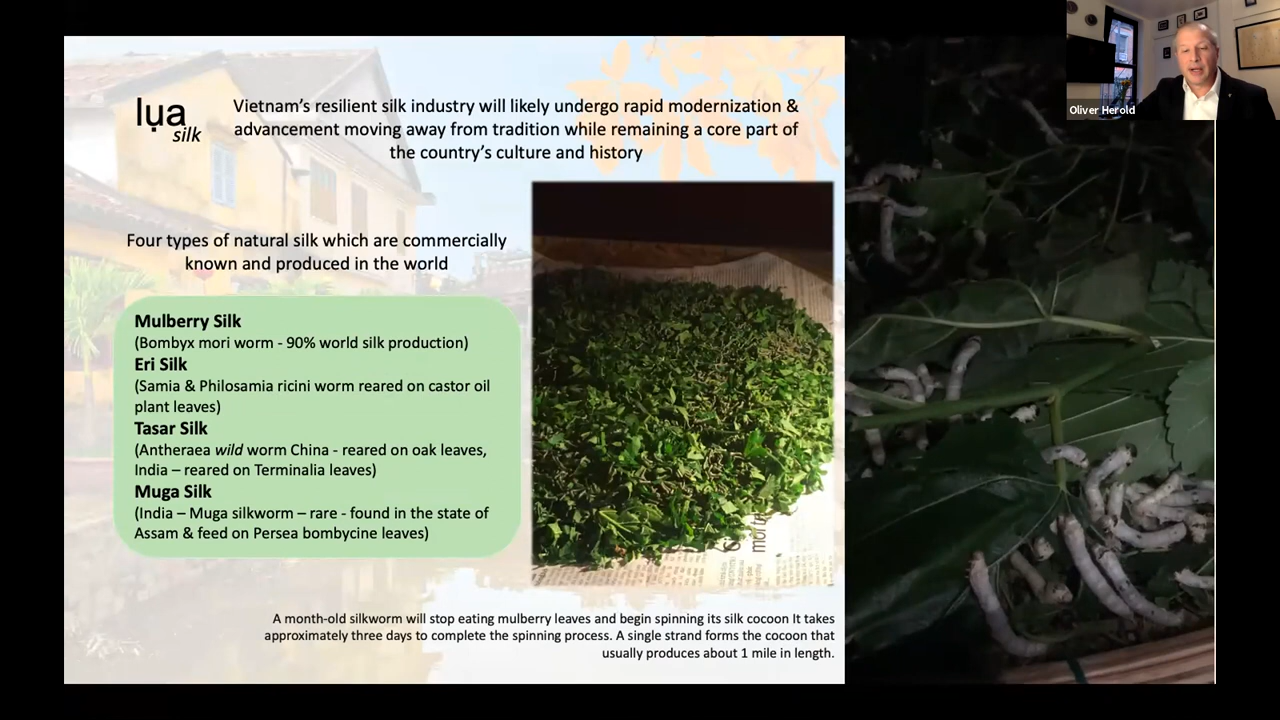 lụa
silk
Vietnam's resilient silk industry will likely undergo rapid modernization &
advancement moving away from tradition while remaining a core part of
the country's culture and history
Four types of natural silk which are commercially
known and produced in the world
Mulberry Silk
(Bombyx mori worm - 90% world silk production)
Eri Silk
(Samia & Philosamia ricini worm reared on castor oil
plant leaves)
Tasar Silk
(Antheraea wild worm China - reared on oak leaves,
India – reared on Terminalia leaves)
Muga Silk
(India – Muga silkworm – rare - found in the state of
Assam & feed on Persea bombycine leaves)
A month-old silkworm will stop eating mulberry leaves and begin spinning its silk cocoon It takes
approximately three days to complete the spinning process. A single strand forms the cocoon that
usually produces about 1 mile in length.
Oliver Herold